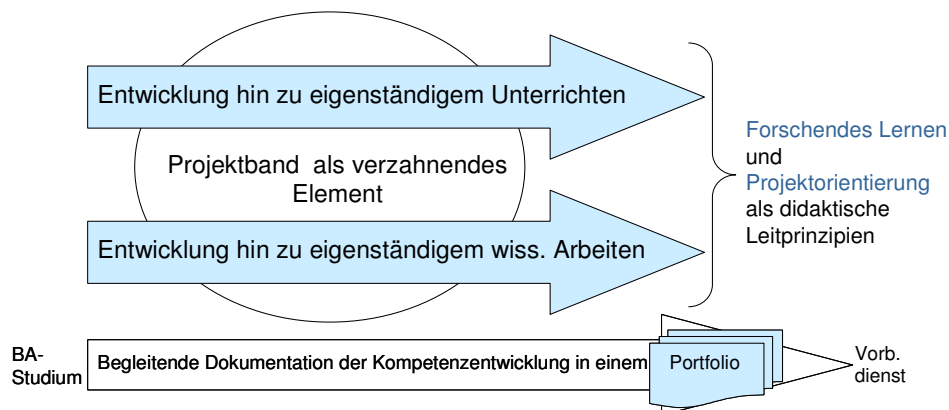 Entwicklung hin zu eigenständigem Unterrichten
Projektband als verzahnendes
Element
Entwicklung hin zu eigenständigem wiss. Arbeiten
Forschendes Lernen
und
Projektorientierung
als didaktische
Leitprinzipien
BA-
Studium
Begleitende Dokumentation der Kompetenzentwicklung in einem
Portfolio
Vorb.
dienst